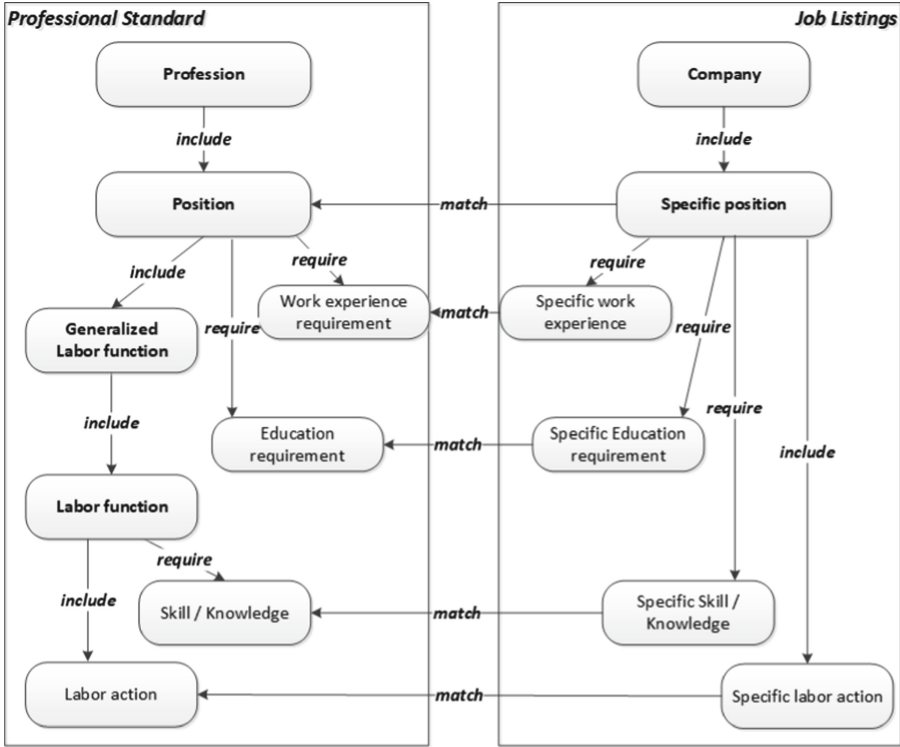 Professional Standard
Job Listings
Profession
Company
include
include
Position
match
Specific position
include
require
require
Work experience
requirement
match
Specific work
experience
require
require
Generalized
Labor function
require
include
Education
requirement
match
Specific Education
requirement
include
Labor function
require
include
Skill / Knowledge
match
Specific Skill /
Knowledge
Labor action
match
Specific labor action